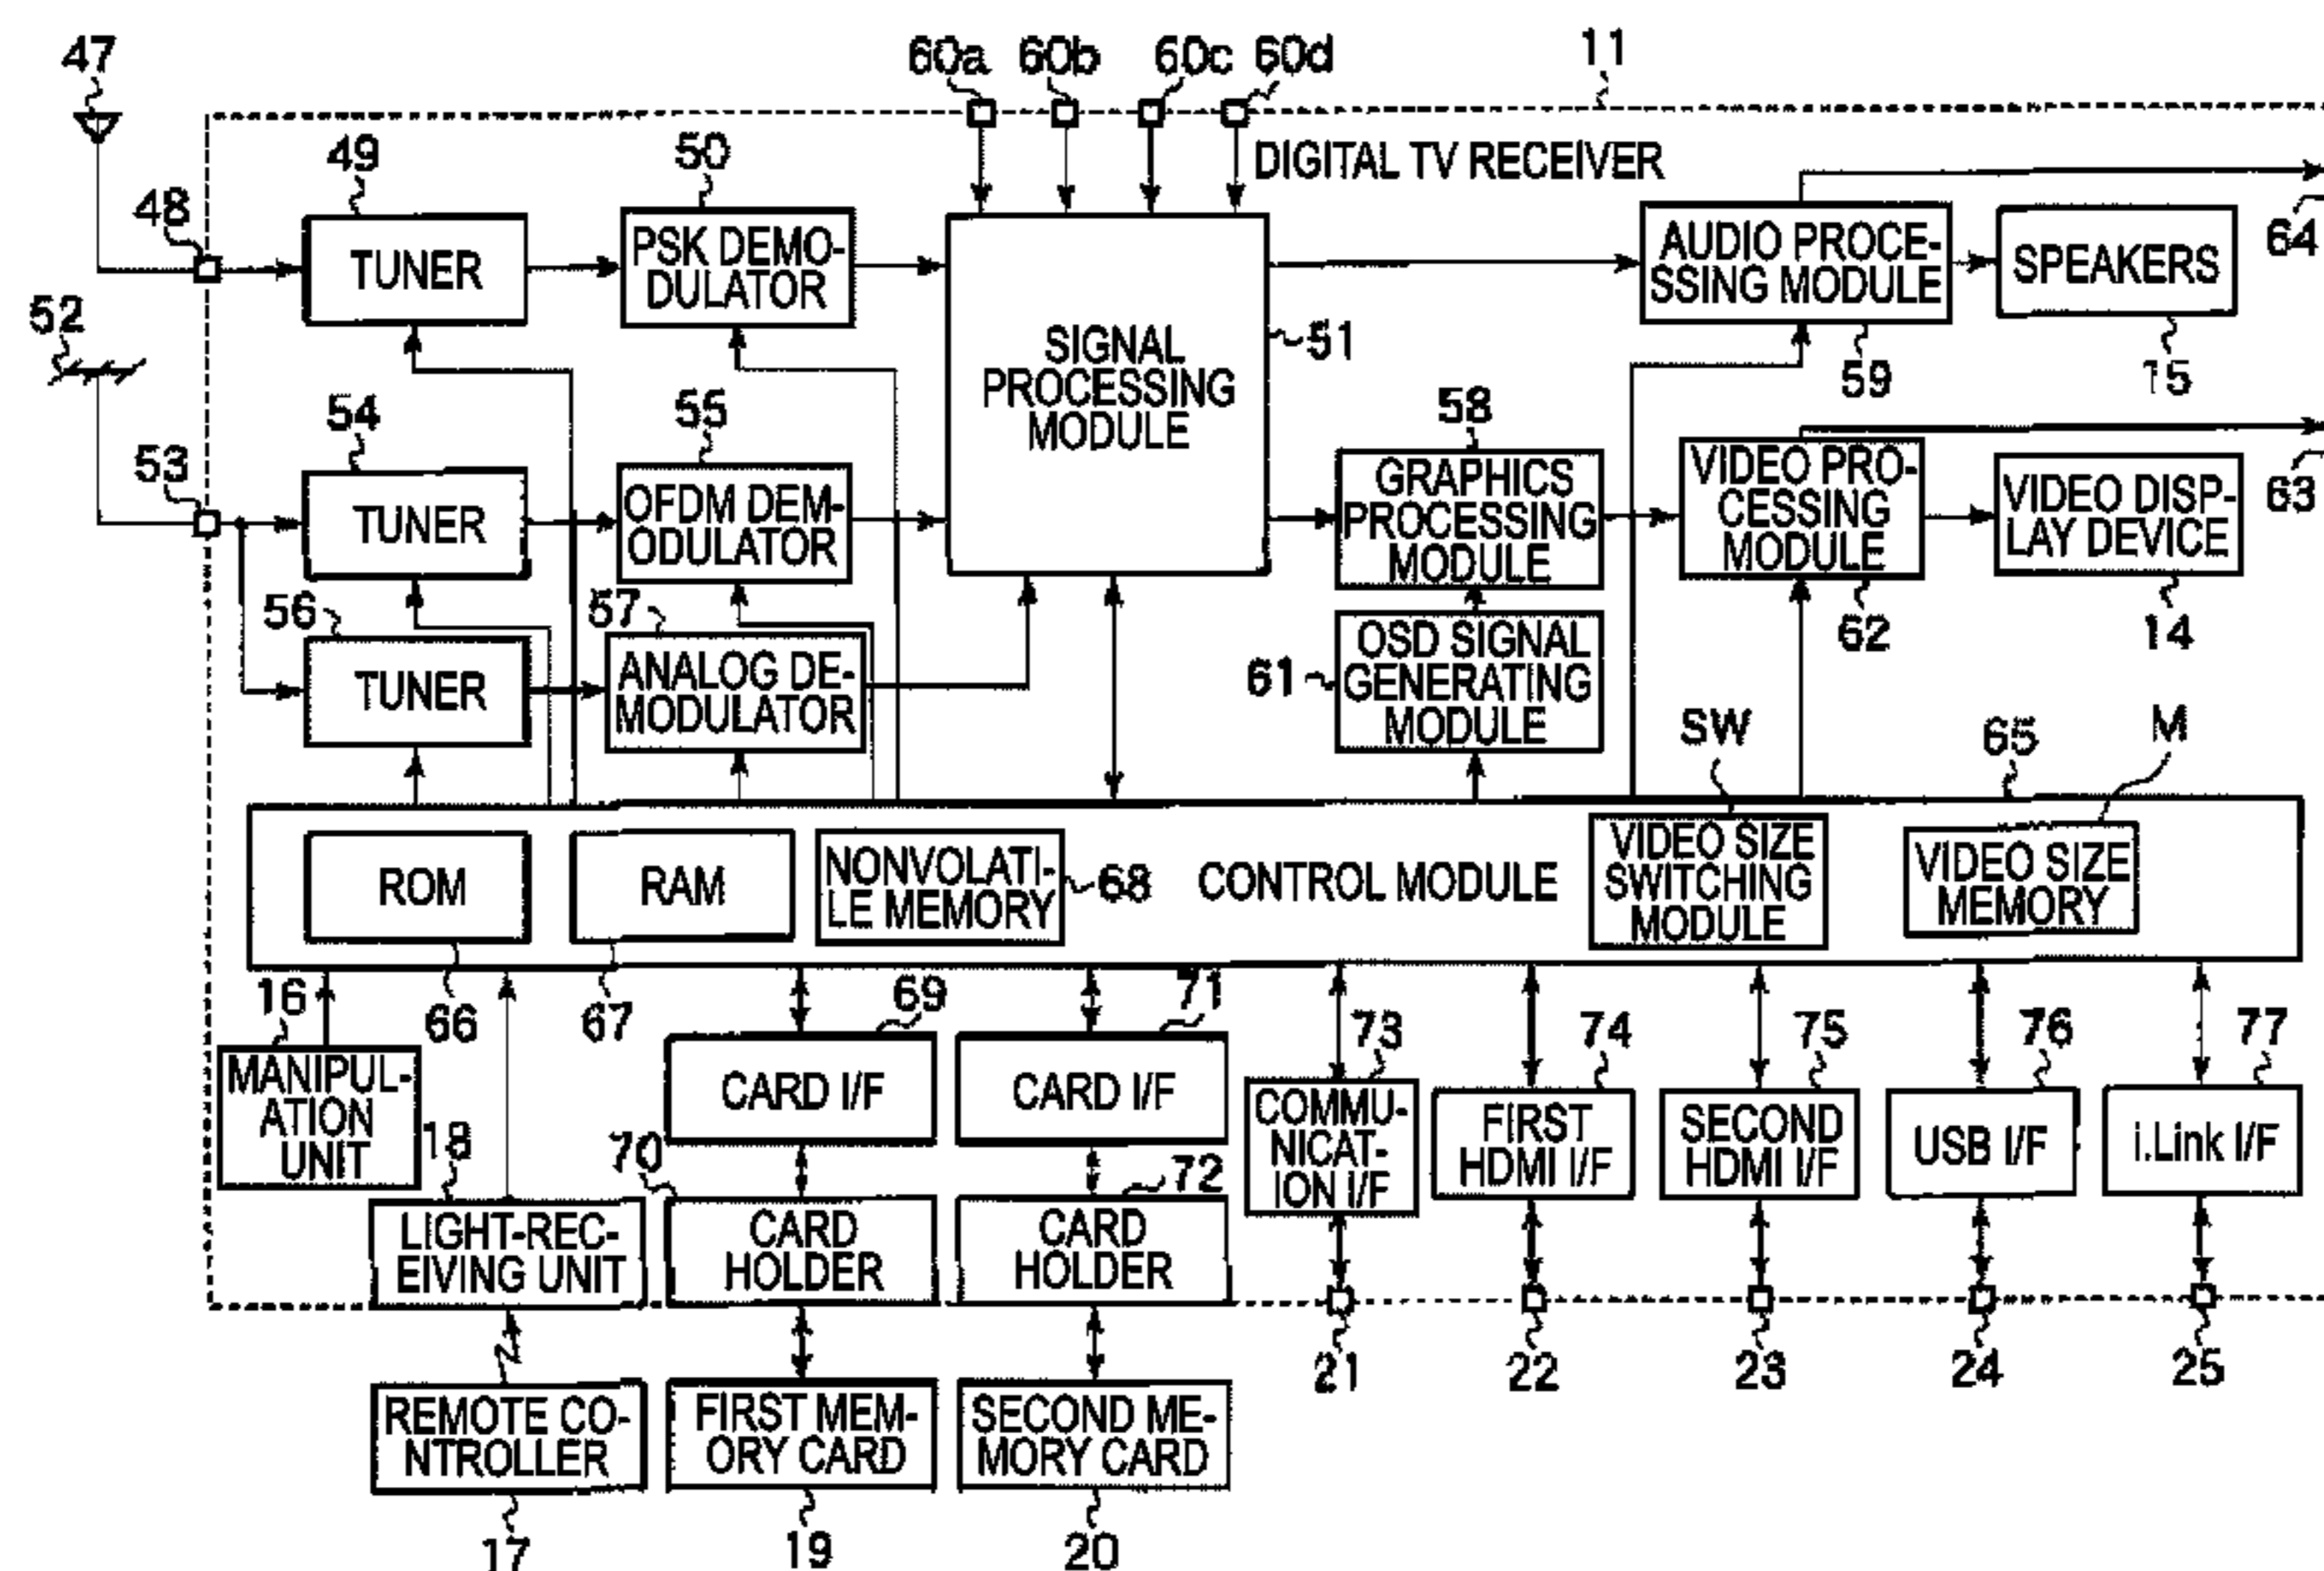 47
60a
60b
60c
60d
11
DIGITAL TV RECEIVER
49
50
48
TUNER
PSK DEMO-
DULATOR
AUDIO PROCE-
SSING MODULE
SPEAKERS
64
52
SIGNAL
PROCESSING
MODULE
51
59
15
54
55
58
53
TUNER
OFDM DEM-
ODULATOR
GRAPHICS
PROCESSING
MODULE
VIDEO PRO-
CESSING
MODULE
VIDEO DISP-
LAY DEVICE
63
56
57
62
14
TUNER
ANALOG DE-
MODULATOR
61
OSD SIGNAL
GENERATING
MODULE
SW
65
M
ROM
RAM
NONVOLATI-
LE MEMORY
68
CONTROL MODULE
VIDEO SIZE
SWITCHING
MODULE
VIDEO SIZE
MEMORY
16
66
67
69
71
73
74
75
76
77
MANIPUL-
ATION
UNIT
CARD I/F
CARD I/F
COMMU-
NICAT-
ION I/F
FIRST
HDMI I/F
SECOND
HDMI I/F
USB I/F
i.Link I/F
18
70
72
LIGHT-REC-
EIVING UNIT
CARD
HOLDER
CARD
HOLDER
21
22
23
24
25
REMOTE CO-
NTROLLER
FIRST MEM-
ORY CARD
SECOND ME-
MORY CARD
17
19
20